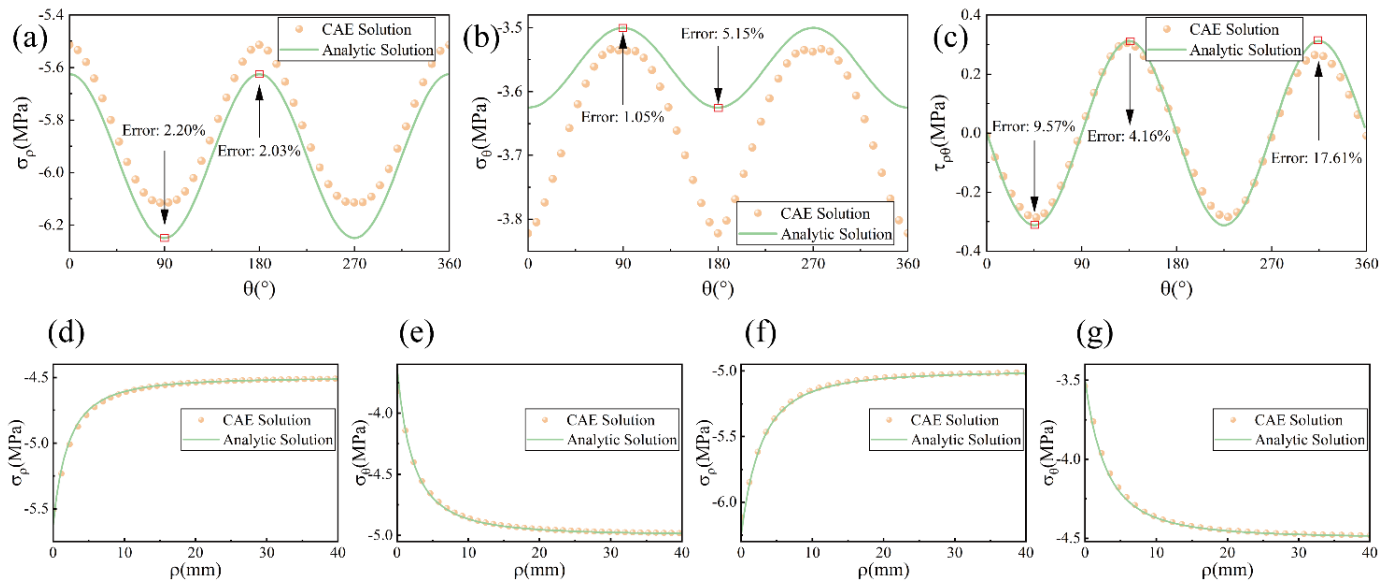 (a)
CAE Solution
Analytic Solution
Error: 2.20%
Error: 2.03%
σρ(MPa)
-5.4
-5.6
-5.8
-6.0
-6.2
0
90
180
270
360
θ(°)
(b)
Error: 5.15%
Error: 1.05%
CAE Solution
Analytic Solution
σθ(MPa)
-3.5
-3.6
-3.7
-3.8
0
90
180
270
360
θ(°)
(c)
CAE Solution
Analytic Solution
Error: 9.57%
Error: 4.16%
Error: 17.61%
τρθ(MPa)
0.4
0.2
0.0
-0.2
-0.4
0
90
180
270
360
θ(°)
(d)
CAE Solution
Analytic Solution
σρ(MPa)
-4.5
-5.0
-5.5
0
10
20
30
40
ρ(mm)
(e)
CAE Solution
Analytic Solution
σθ(MPa)
-4.0
-4.5
-5.0
0
10
20
30
40
ρ(mm)
(f)
CAE Solution
Analytic Solution
σρ(MPa)
-5.0
-5.5
-6.0
0
10
20
30
40
ρ(mm)
(g)
CAE Solution
Analytic Solution
σθ(MPa)
-3.5
-4.0
-4.5
0
10
20
30
40
ρ(mm)